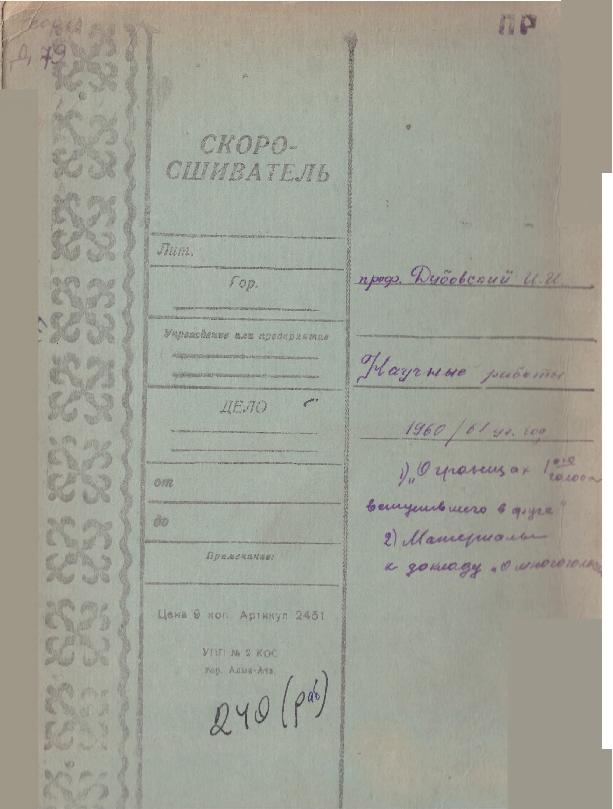 ПР
Д 79
СКОРО-
СШИВАТЕЛЬ
Лит.
Гор.
Учреждение или предприятие
ДЕЛО
от
до
Примечание:
Цена 9 коп. Артикул 2451
УПП № 2 КОС
гор. Алма-Ата
240 (раб)
проф. Дубовский И.И.
Научные работы
1960/61 уч. год
1) „О границах 1ого голоса
вступившего в фуге"
2) Материалы
к докладу „О многоголос